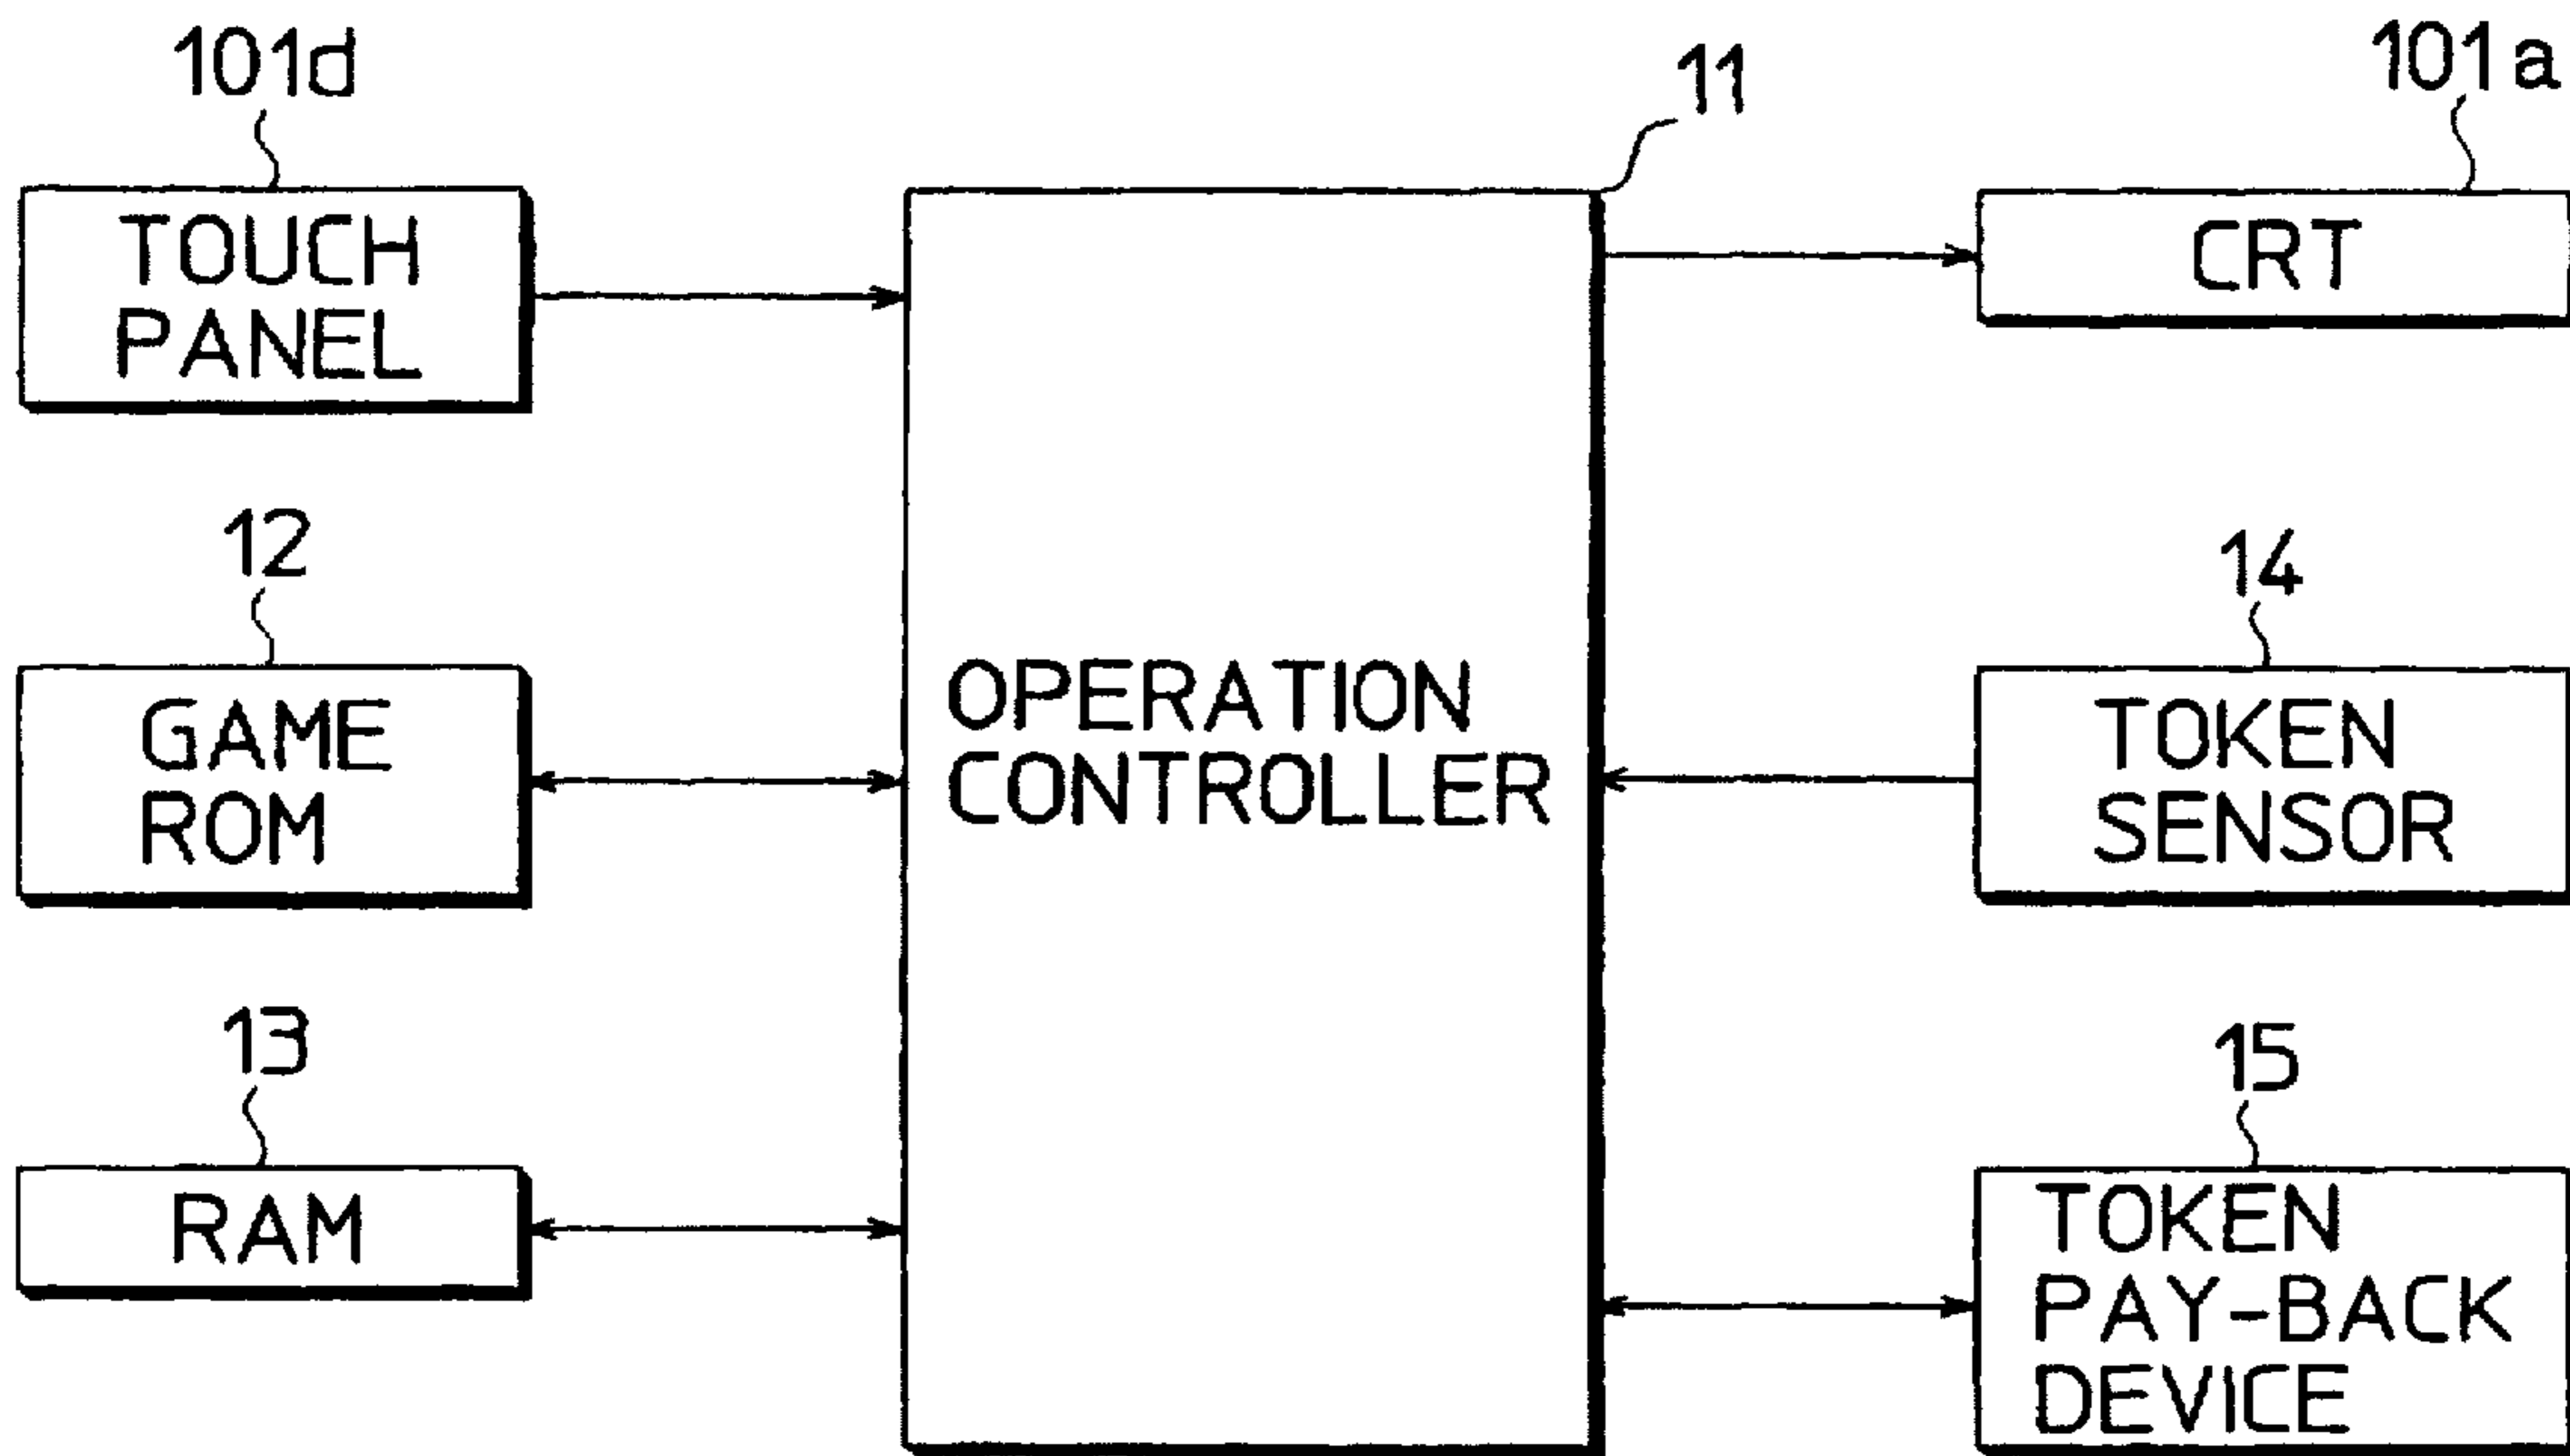 101d
TOUCH
PANEL
12
GAME
ROM
13
RAM
11
OPERATION
CONTROLLER
101a
CRT
14
TOKEN
SENSOR
15
TOKEN
PAY-BACK
DEVICE